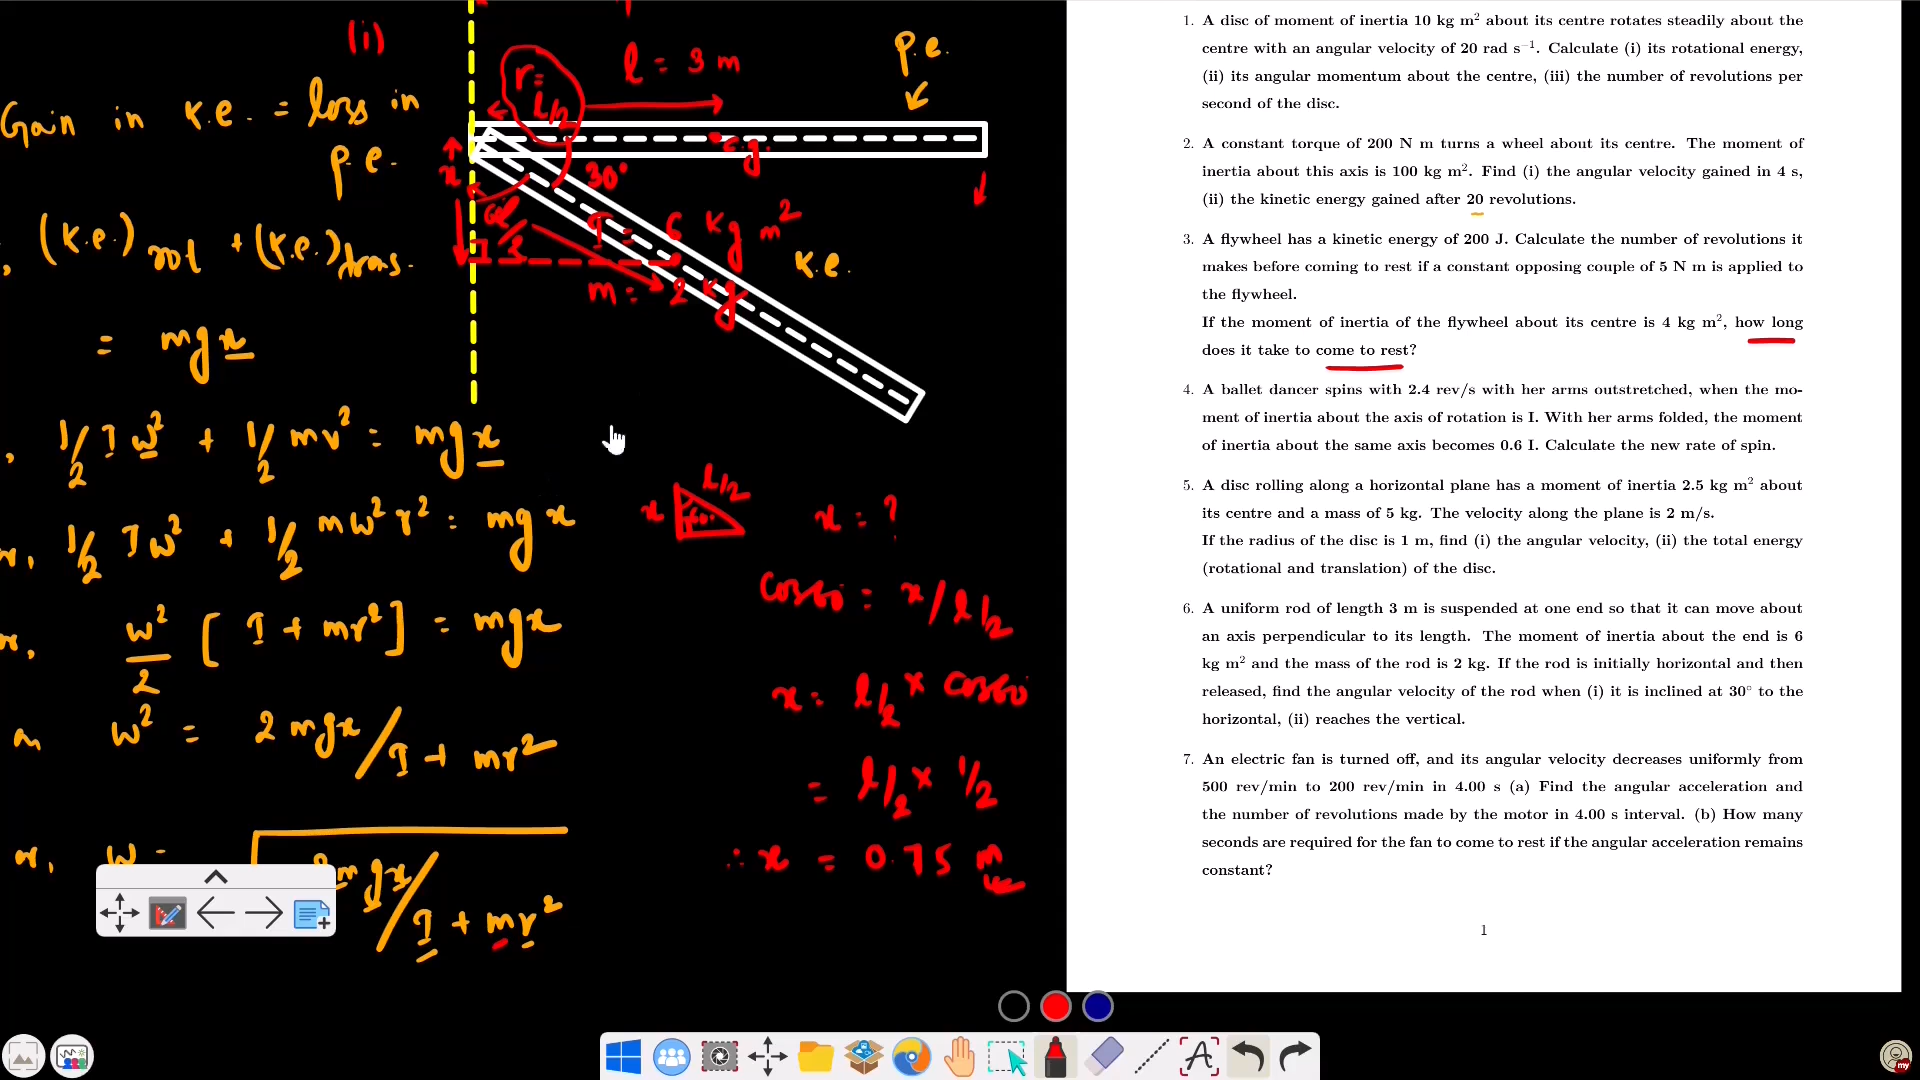 (i)
Gain in K.e. = loss in
p.e.
(K.e.) rot + (K.e.) trans.
= mgx
1/2 I ω² + 1/2 mv² = mgx
1/2 I ω² + 1/2 m ω² r² = mgx
ω²/2 [ I + mr² ] = mgx
ω² = 2mgx / I + mr²
r =
L/2
l = 3 m
p.e.
c.g.
x
30°
60°
I = 6 kg m²
K.e.
m = 2 kg
x
l/2
60°
x = ?
cos60 = x / l/2
x = l/2 × cos60
= l/2 × 1/2
∴ x = 0.75 m
1. A disc of moment of inertia 10 kg m² about its centre rotates steadily about the
centre with an angular velocity of 20 rad s⁻¹. Calculate (i) its rotational energy,
(ii) its angular momentum about the centre, (iii) the number of revolutions per
second of the disc.
2. A constant torque of 200 N m turns a wheel about its centre. The moment of
inertia about this axis is 100 kg m². Find (i) the angular velocity gained in 4 s,
(ii) the kinetic energy gained after 20 revolutions.
3. A flywheel has a kinetic energy of 200 J. Calculate the number of revolutions it
makes before coming to rest if a constant opposing couple of 5 N m is applied to
the flywheel.
If the moment of inertia of the flywheel about its centre is 4 kg m², how long
does it take to come to rest?
4. A ballet dancer spins with 2.4 rev/s with her arms outstretched, when the mo-
ment of inertia about the axis of rotation is I. With her arms folded, the moment
of inertia about the same axis becomes 0.6 I. Calculate the new rate of spin.
5. A disc rolling along a horizontal plane has a moment of inertia 2.5 kg m² about
its centre and a mass of 5 kg. The velocity along the plane is 2 m/s.
If the radius of the disc is 1 m, find (i) the angular velocity, (ii) the total energy
(rotational and translation) of the disc.
6. A uniform rod of length 3 m is suspended at one end so that it can move about
an axis perpendicular to its length. The moment of inertia about the end is 6
kg m² and the mass of the rod is 2 kg. If the rod is initially horizontal and then
released, find the angular velocity of the rod when (i) it is inclined at 30° to the
horizontal, (ii) reaches the vertical.
7. An electric fan is turned off, and its angular velocity decreases uniformly from
500 rev/min to 200 rev/min in 4.00 s (a) Find the angular acceleration and
the number of revolutions made by the motor in 4.00 s interval. (b) How many
seconds are required for the fan to come to rest if the angular acceleration remains
constant?
1